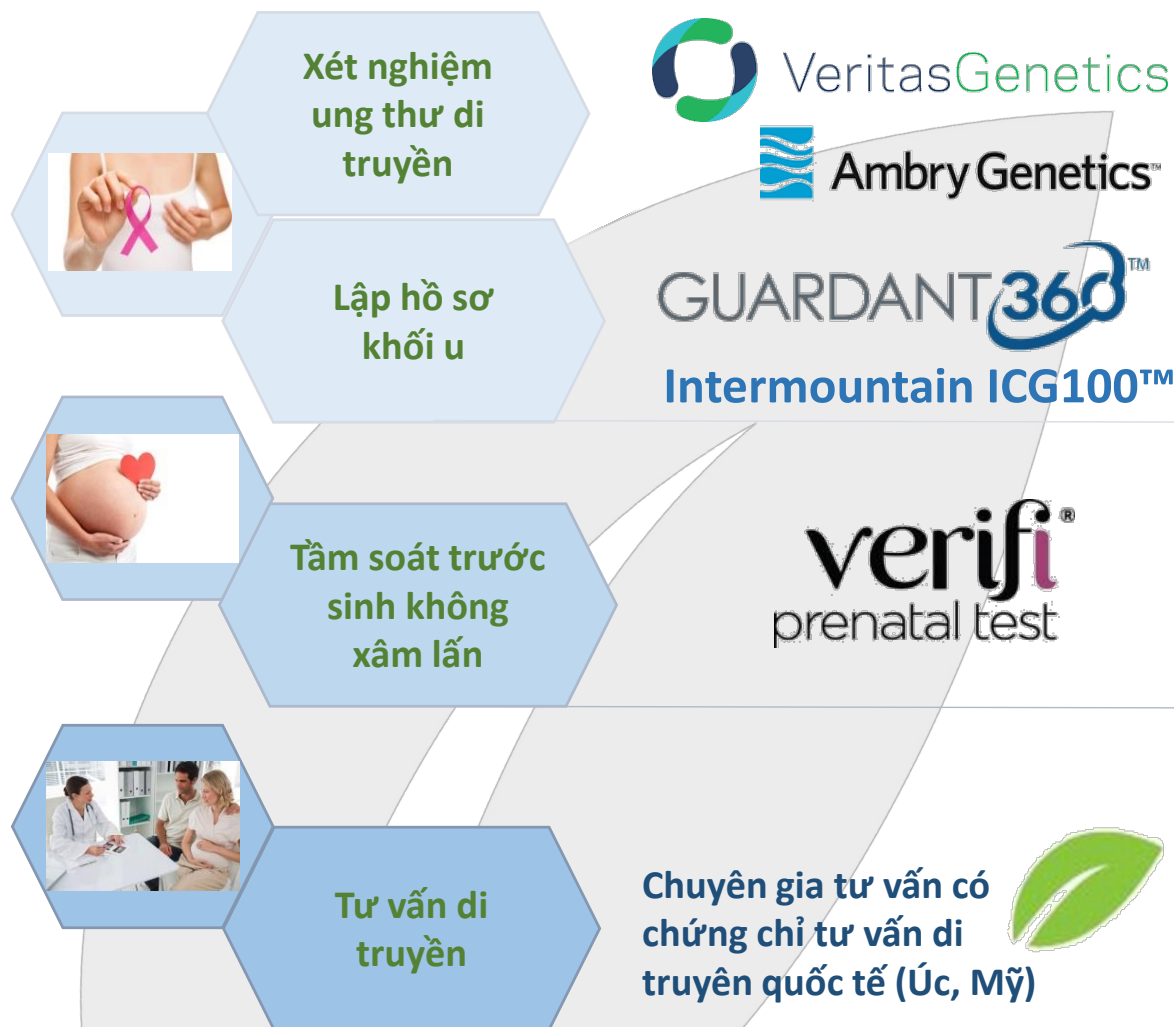 Xét nghiệm
ung thư di
truyền
VeritasGenetics
Ambry Genetics™
Lập hồ sơ
khối u
GUARDANT360™
Intermountain ICG100™
Tầm soát trước
sinh không
xâm lấn
verifi®
prenatal test
Tư vấn di
truyền
Chuyên gia tư vấn có
chứng chỉ tư vấn di
truyên quốc tế (Úc, Mỹ)